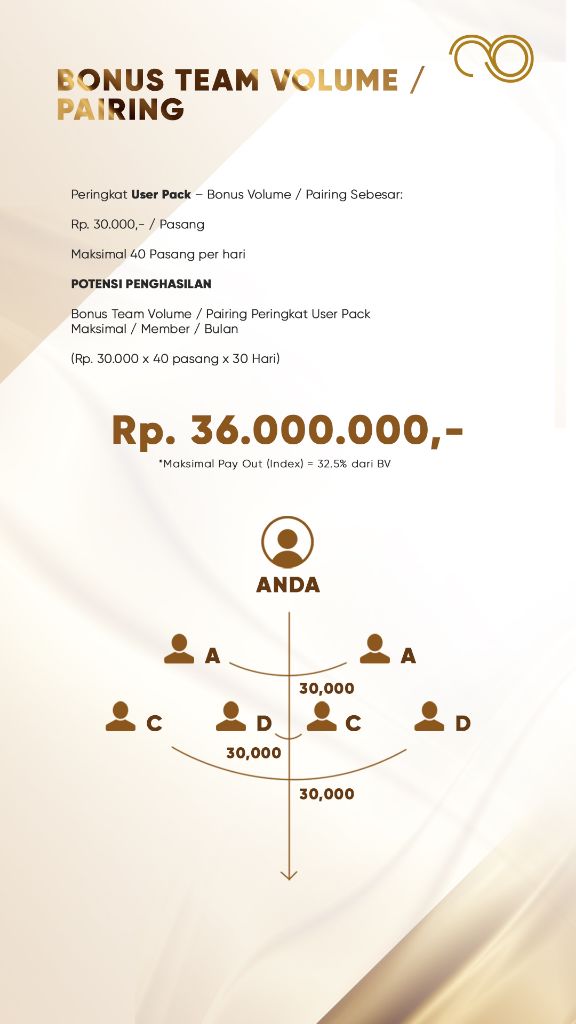 BONUS TEAM VOLUME /
PAIRING
Peringkat User Pack – Bonus Volume / Pairing Sebesar:
Rp. 30.000,- / Pasang
Maksimal 40 Pasang per hari
POTENSI PENGHASILAN
Bonus Team Volume / Pairing Peringkat User Pack
Maksimal / Member / Bulan
(Rp. 30.000 x 40 pasang x 30 Hari)
Rp. 36.000.000,-
*Maksimal Pay Out (Index) = 32.5% dari BV
ANDA
A A
30,000
C D C D
30,000
30,000